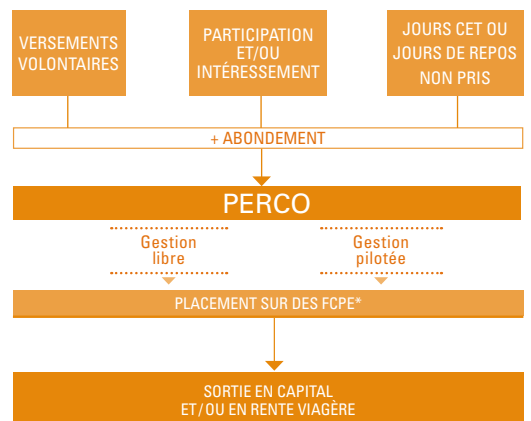 VERSEMENTS
VOLONTAIRES
PARTICIPATION
ET/OU
INTÉRESSEMENT
JOURS CET OU
JOURS DE REPOS
NON PRIS
+ ABONDEMENT
PERCO
Gestion
libre
Gestion
pilotée
PLACEMENT SUR DES FCPE*
SORTIE EN CAPITAL
ET/OU EN RENTE VIAGÈRE